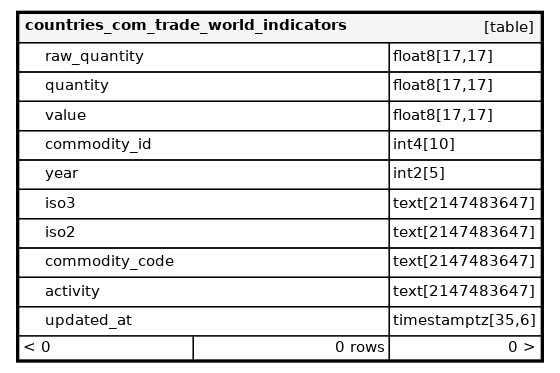 countries_com_trade_world_indicators [table]
raw_quantity float8[17,17]
quantity float8[17,17]
value float8[17,17]
commodity_id int4[10]
year int2[5]
iso3 text[2147483647]
iso2 text[2147483647]
commodity_code text[2147483647]
activity text[2147483647]
updated_at timestamptz[35,6]
< 0 0 rows 0 >